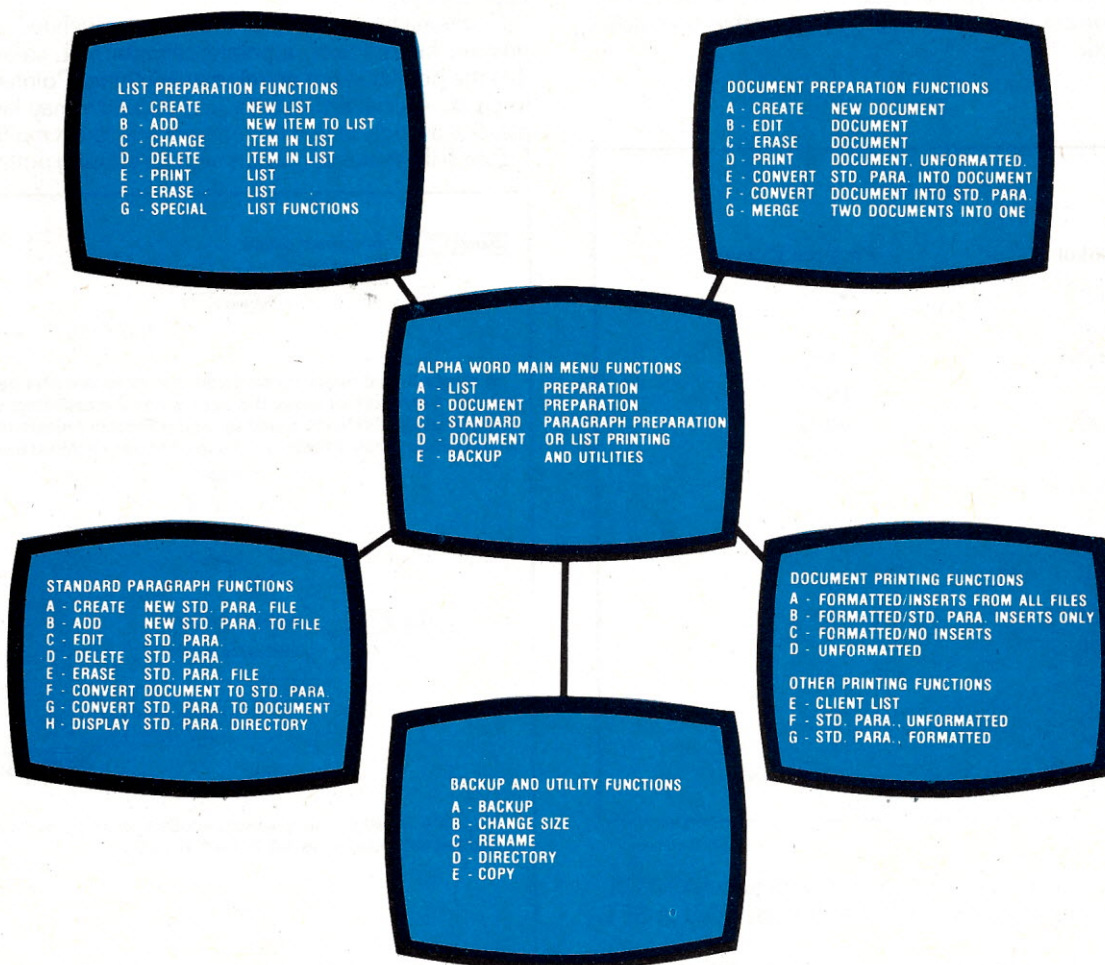 LIST PREPARATION FUNCTIONS
A - CREATE NEW LIST
B - ADD NEW ITEM TO LIST
C - CHANGE ITEM IN LIST
D - DELETE ITEM IN LIST
E - PRINT LIST
F - ERASE LIST
G - SPECIAL LIST FUNCTIONS
DOCUMENT PREPARATION FUNCTIONS
A - CREATE NEW DOCUMENT
B - EDIT DOCUMENT
C - ERASE DOCUMENT
D - PRINT DOCUMENT, UNFORMATTED.
E - CONVERT STD. PARA. INTO DOCUMENT
F - CONVERT DOCUMENT INTO STD. PARA.
G - MERGE TWO DOCUMENTS INTO ONE
ALPHA WORD MAIN MENU FUNCTIONS
A - LIST PREPARATION
B - DOCUMENT PREPARATION
C - STANDARD PARAGRAPH PREPARATION
D - DOCUMENT OR LIST PRINTING
E - BACKUP AND UTILITIES
STANDARD PARAGRAPH FUNCTIONS
A - CREATE NEW STD. PARA. FILE
B - ADD NEW STD. PARA. TO FILE
C - EDIT STD. PARA.
D - DELETE STD. PARA.
E - ERASE STD. PARA. FILE
F - CONVERT DOCUMENT TO STD. PARA.
G - CONVERT STD. PARA. TO DOCUMENT
H - DISPLAY STD. PARA. DIRECTORY
DOCUMENT PRINTING FUNCTIONS
A - FORMATTED/INSERTS FROM ALL FILES
B - FORMATTED/STD. PARA. INSERTS ONLY
C - FORMATTED/NO INSERTS
D - UNFORMATTED
OTHER PRINTING FUNCTIONS
E - CLIENT LIST
F - STD. PARA., UNFORMATTED
G - STD. PARA., FORMATTED
BACKUP AND UTILITY FUNCTIONS
A - BACKUP
B - CHANGE SIZE
C - RENAME
D - DIRECTORY
E - COPY